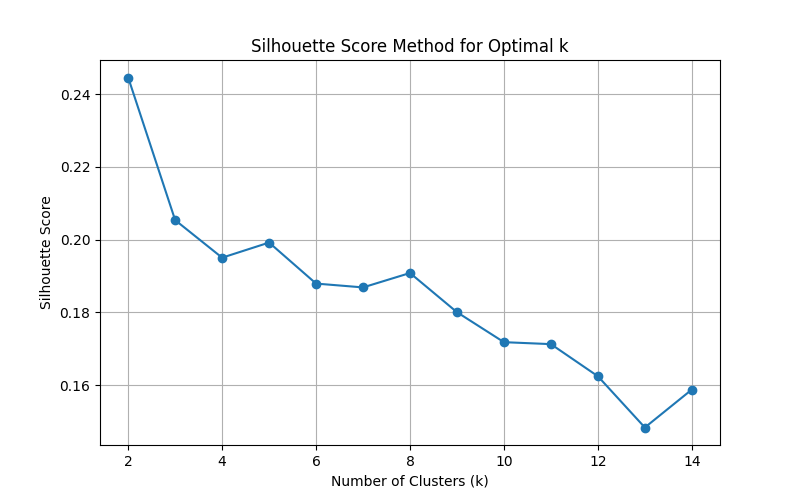 Silhouette Score Method for Optimal k
0.24
0.22
0.20
0.18
0.16
Silhouette Score
2 4 6 8 10 12 14
Number of Clusters (k)